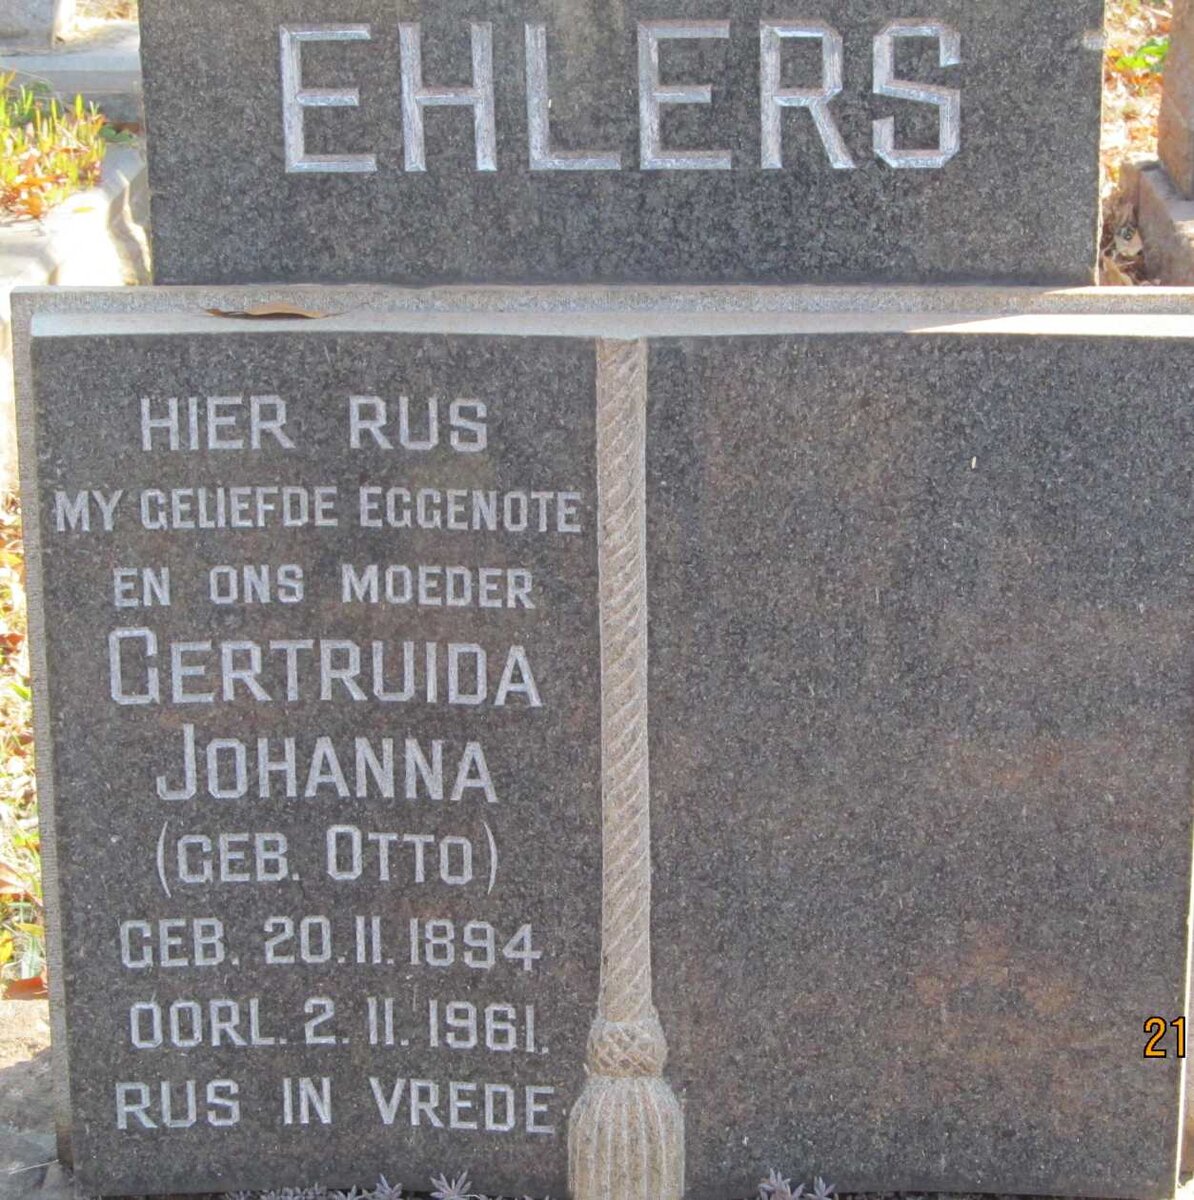 EHLERS
HIER RUS
MY GELIEFDE EGGENOTE
EN ONS MOEDER
GERTRUIDA
JOHANNA
(GEB. OTTO)
GEB. 20.11.1894
OORL. 2.11.1961.
RUS IN VREDE
21